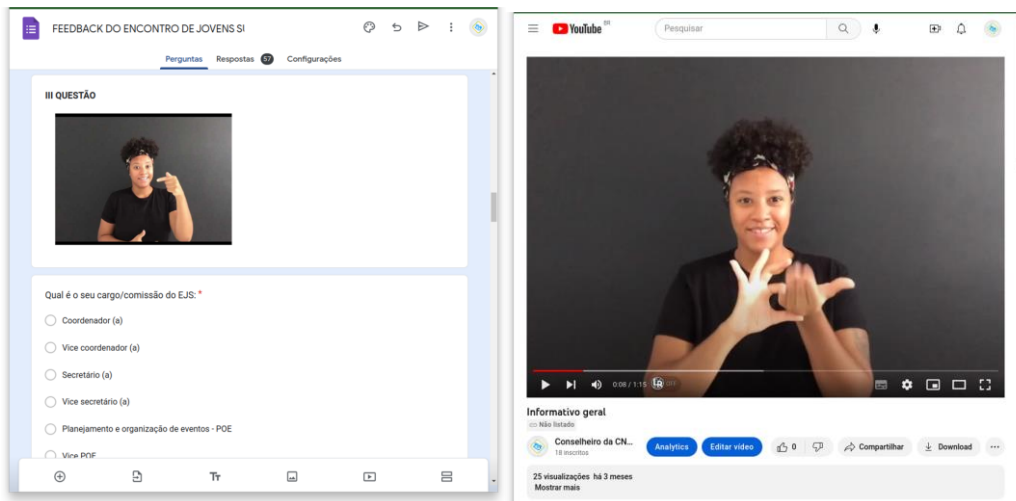 FEEDBACK DO ENCONTRO DE JOVENS SU
Perguntas Respostas 57 Configurações
III QUESTÃO
Qual é o seu cargo/comissão do EJS: *
Coordenador (a)
Vice coordenador (a)
Secretário (a)
Vice secretário (a)
Planejamento e organização de eventos - POE
Vice POE
Tт
YouTube BR
Pesquisar
0:08 / 1:15
Informativo geral
Não listado
Conselheiro da CN...
18 inscritos
Analytics
Editar vídeo
0
Compartilhar
Download
25 visualizações há 3 meses
Mostrar mais